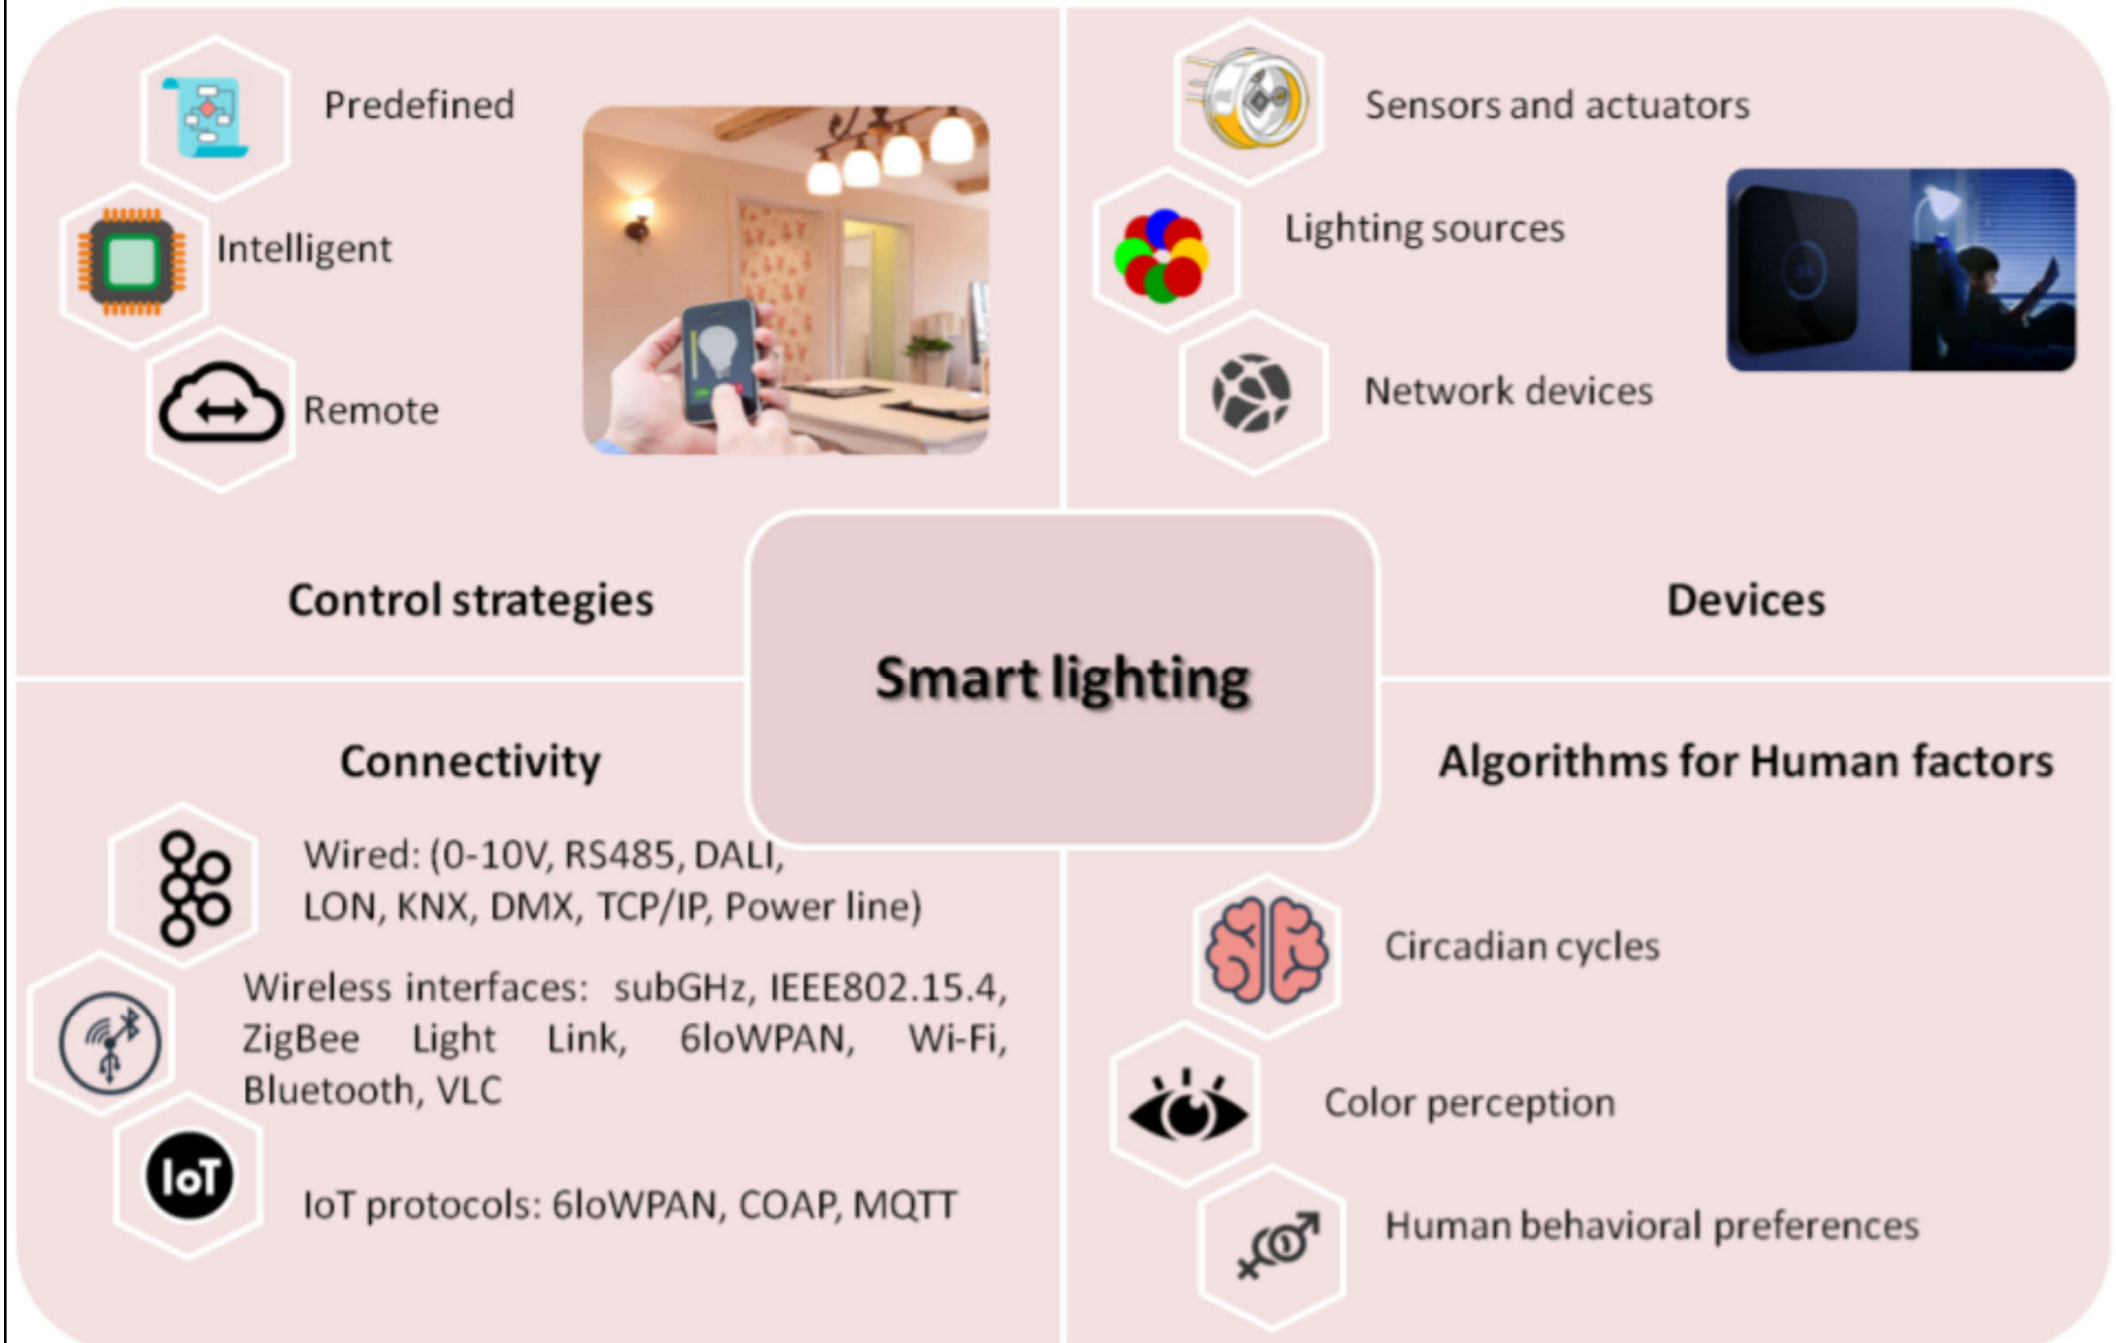 Predefined
Intelligent
Remote
Control strategies
Sensors and actuators
Lighting sources
Network devices
Devices
Smart lighting
Connectivity
Wired: (0-10V, RS485, DALI,
LON, KNX, DMX, TCP/IP, Power line)
Wireless interfaces: subGHz, IEEE802.15.4,
ZigBee Light Link, 6loWPAN, Wi-Fi,
Bluetooth, VLC
IoT
IoT protocols: 6loWPAN, COAP, MQTT
Algorithms for Human factors
Circadian cycles
Color perception
Human behavioral preferences